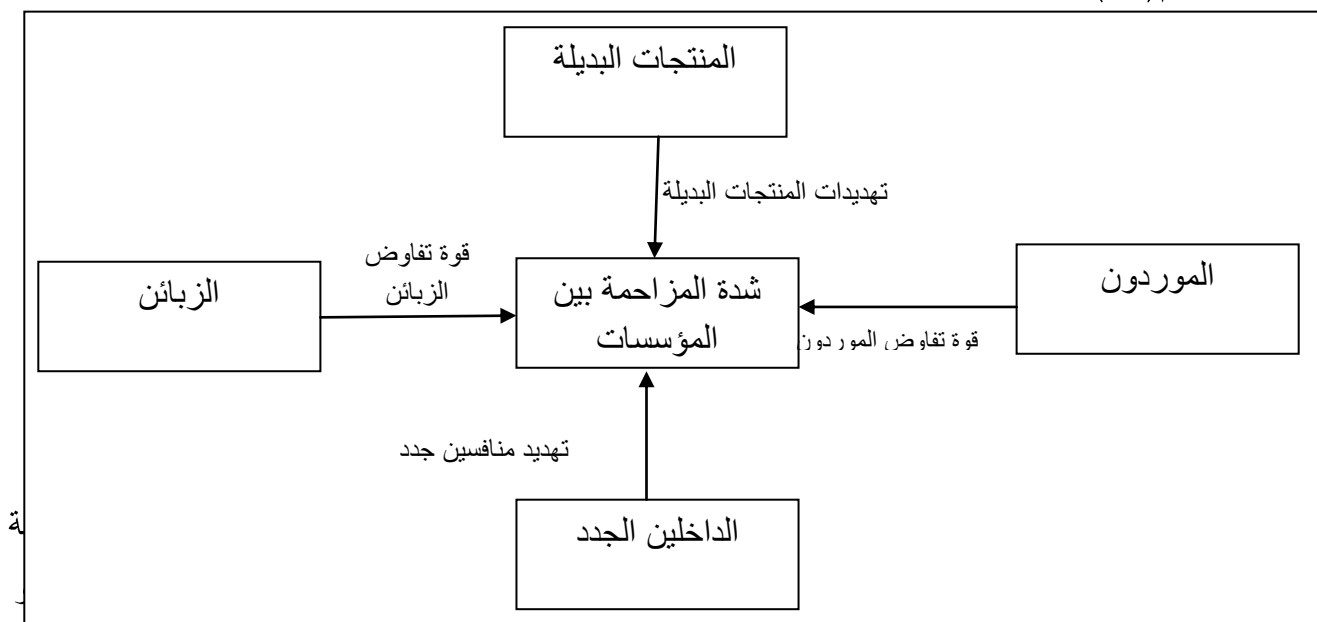 المنتجات البديلة
تهديدات المنتجات البديلة
الموردون
قوة تفاوض الموردون
شدة المزاحمة بين
المؤسسات
قوة تفاوض
الزبائن
الزبائن
تهديد منافسين جدد
الداخلين الجدد